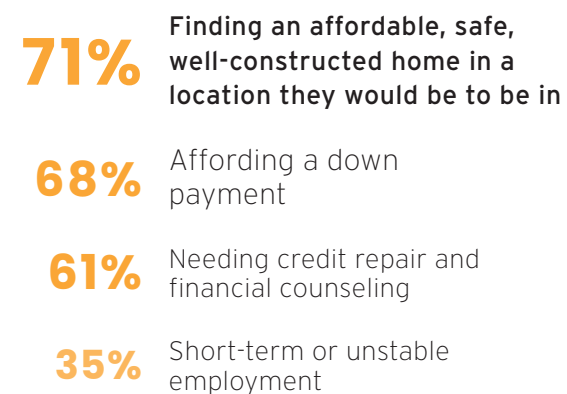 71%
Finding an affordable, safe,
well-constructed home in a
location they would be to be in
68%
Affording a down
payment
61%
Needing credit repair and
financial counseling
35%
Short-term or unstable
employment